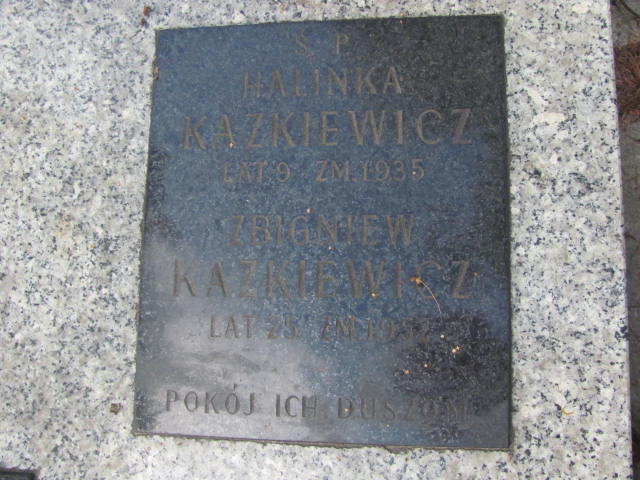 Ś. P.
HALINKA
KAZKIEWICZ
LAT 9 ZM. 1935
ZBIGNIEW
KAZKIEWICZ
LAT 25 ZM.
POKÓJ ICH DUSZOM